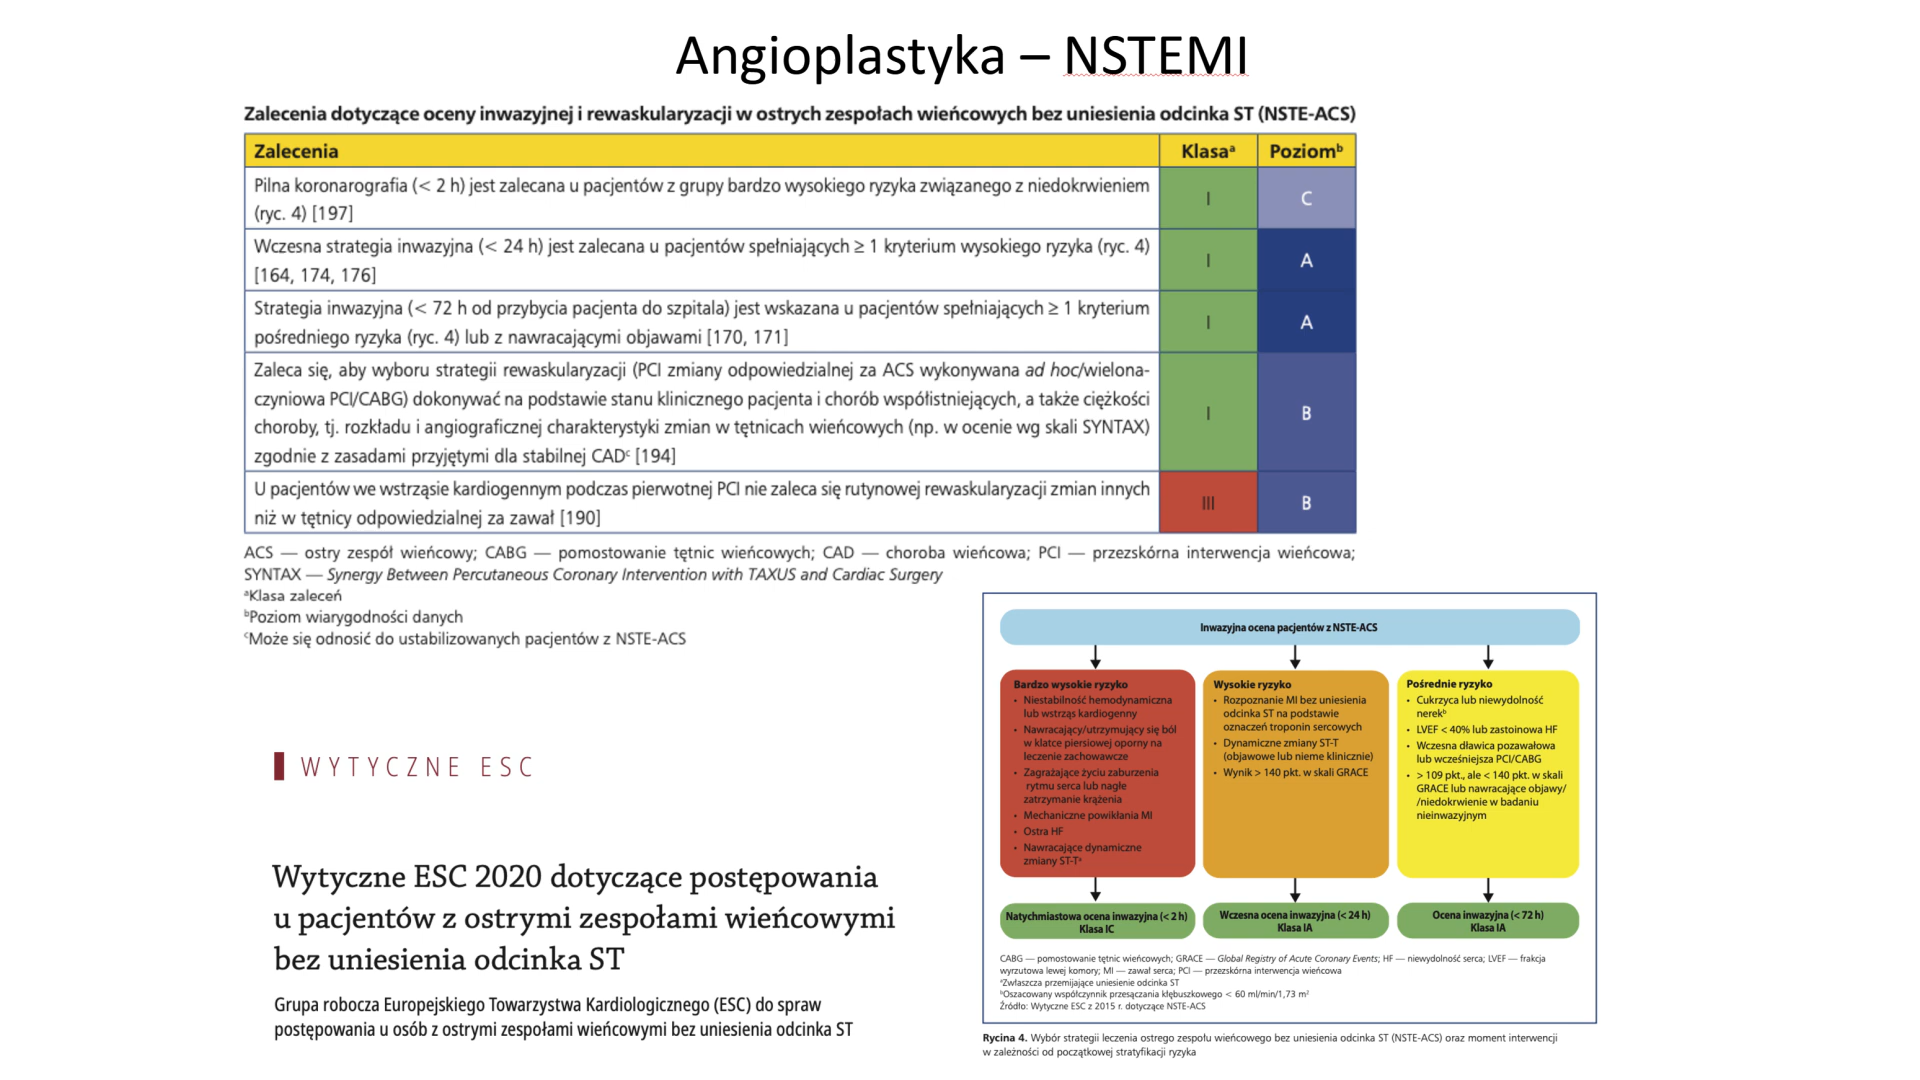 Angioplastyka – NSTEMI
Zalecenia dotyczące oceny inwazyjnej i rewaskularyzacji w ostrych zespołach wieńcowych bez uniesienia odcinka ST (NSTE-ACS)
Zalecenia Klasaᵃ Poziomᵇ
Pilna koronarografia (< 2 h) jest zalecana u pacjentów z grupy bardzo wysokiego ryzyka związanego z niedokrwieniem
(ryc. 4) [197]
I C
Wczesna strategia inwazyjna (< 24 h) jest zalecana u pacjentów spełniających ≥ 1 kryterium wysokiego ryzyka (ryc. 4)
[164, 174, 176]
I A
Strategia inwazyjna (< 72 h od przybycia pacjenta do szpitala) jest wskazana u pacjentów spełniających ≥ 1 kryterium
pośredniego ryzyka (ryc. 4) lub z nawracającymi objawami [170, 171]
I A
Zaleca się, aby wyboru strategii rewaskularyzacji (PCI zmiany odpowiedzialnej za ACS wykonywana ad hoc/wielona-
czyniowa PCI/CABG) dokonywać na podstawie stanu klinicznego pacjenta i chorób współistniejących, a także ciężkości
choroby, tj. rozkładu i angiograficznej charakterystyki zmian w tętnicach wieńcowych (np. w ocenie wg skali SYNTAX)
zgodnie z zasadami przyjętymi dla stabilnej CADᶜ [194]
I B
U pacjentów we wstrząsie kardiogennym podczas pierwotnej PCI nie zaleca się rutynowej rewaskularyzacji zmian innych
niż w tętnicy odpowiedzialnej za zawał [190]
III B
ACS — ostry zespół wieńcowy; CABG — pomostowanie tętnic wieńcowych; CAD — choroba wieńcowa; PCI — przezskórna interwencja wieńcowa;
SYNTAX — Synergy Between Percutaneous Coronary Intervention with TAXUS and Cardiac Surgery
ᵃKlasa zaleceń
ᵇPoziom wiarygodności danych
ᶜMoże się odnosić do ustabilizowanych pacjentów z NSTE-ACS
WYTYCZNE ESC
Wytyczne ESC 2020 dotyczące postępowania
u pacjentów z ostrymi zespołami wieńcowymi
bez uniesienia odcinka ST
Grupa robocza Europejskiego Towarzystwa Kardiologicznego (ESC) do spraw
postępowania u osób z ostrymi zespołami wieńcowymi bez uniesienia odcinka ST
Inwazyjna ocena pacjentów z NSTE-ACS
Bardzo wysokie ryzyko
• Niestabilność hemodynamiczna
lub wstrząs kardiogenny
• Nawracający/utrzymujący się ból
w klatce piersiowej oporny na
leczenie zachowawcze
• Zagrażające życiu zaburzenia
rytmu serca lub nagłe
zatrzymanie krążenia
• Mechaniczne powikłania MI
• Ostra HF
• Nawracające dynamiczne
zmiany ST-Tᵃ
Natychmiastowa ocena inwazyjna (< 2 h)
Klasa IC
Wysokie ryzyko
• Rozpoznanie MI bez uniesienia
odcinka ST na podstawie
oznaczeń troponin sercowych
• Dynamiczne zmiany ST-T
(objawowe lub nieme klinicznie)
• Wynik > 140 pkt. w skali GRACE
Wczesna ocena inwazyjna (< 24 h)
Klasa IA
Pośrednie ryzyko
• Cukrzyca lub niewydolność
nerekᵇ
• LVEF < 40% lub zastoinowa HF
• Wczesna dławica pozawałowa
lub wcześniejsza PCI/CABG
• > 109 pkt., ale < 140 pkt. w skali
GRACE lub nawracające objawy/
/niedokrwienie w badaniu
nieinwazyjnym
Ocena inwazyjna (< 72 h)
Klasa IA
CABG — pomostowanie tętnic wieńcowych; GRACE — Global Registry of Acute Coronary Events; HF — niewydolność serca; LVEF — frakcja
wyrzutowa lewej komory; MI — zawał serca; PCI — przezskórna interwencja wieńcowa
ᵃZwłaszcza przemijające uniesienie odcinka ST
ᵇOszacowany współczynnik przesączania kłębuszkowego < 60 ml/min/1,73 m²
Źródło: Wytyczne ESC z 2015 r. dotyczące NSTE-ACS
Rycina 4. Wybór strategii leczenia ostrego zespołu wieńcowego bez uniesienia odcinka ST (NSTE-ACS) oraz moment interwencji
w zależności od początkowej stratyfikacji ryzyka